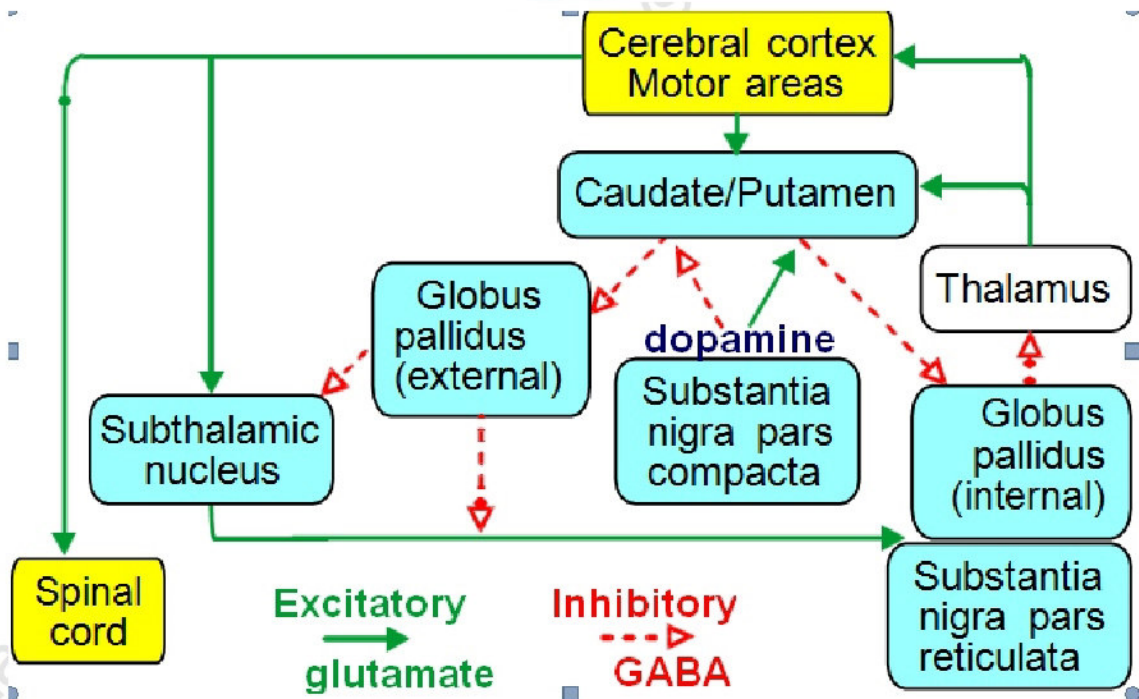 Cerebral cortex
Motor areas
Caudate/Putamen
Thalamus
Globus
pallidus
(external)
dopamine
Substantia
nigra pars
compacta
Globus
pallidus
(internal)
Subthalamic
nucleus
Spinal
cord
Substantia
nigra pars
reticulata
Excitatory
glutamate
Inhibitory
GABA